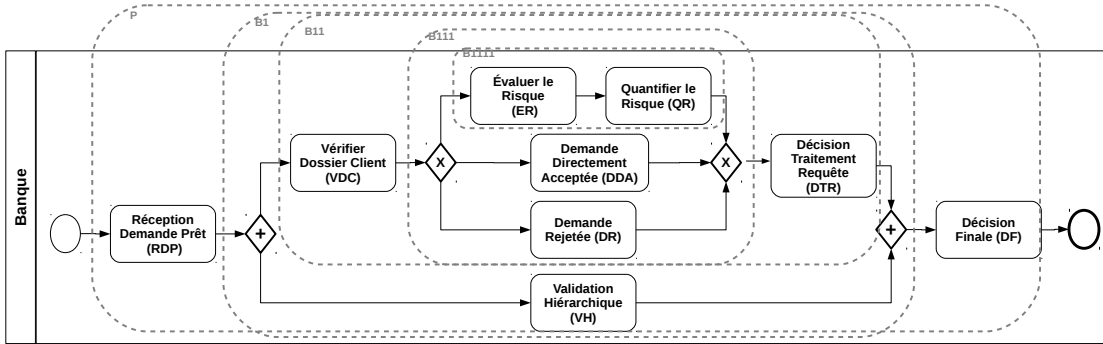 P
B1
B11
B111
B1111
Banque
Réception
Demande Prêt
(RDP)
+
Vérifier
Dossier Client
(VDC)
X
Évaluer le
Risque
(ER)
Quantifier le
Risque (QR)
Demande
Directement
Acceptée (DDA)
Demande
Rejetée (DR)
X
Décision
Traitement
Requête
(DTR)
Validation
Hiérarchique
(VH)
+
Décision
Finale (DF)